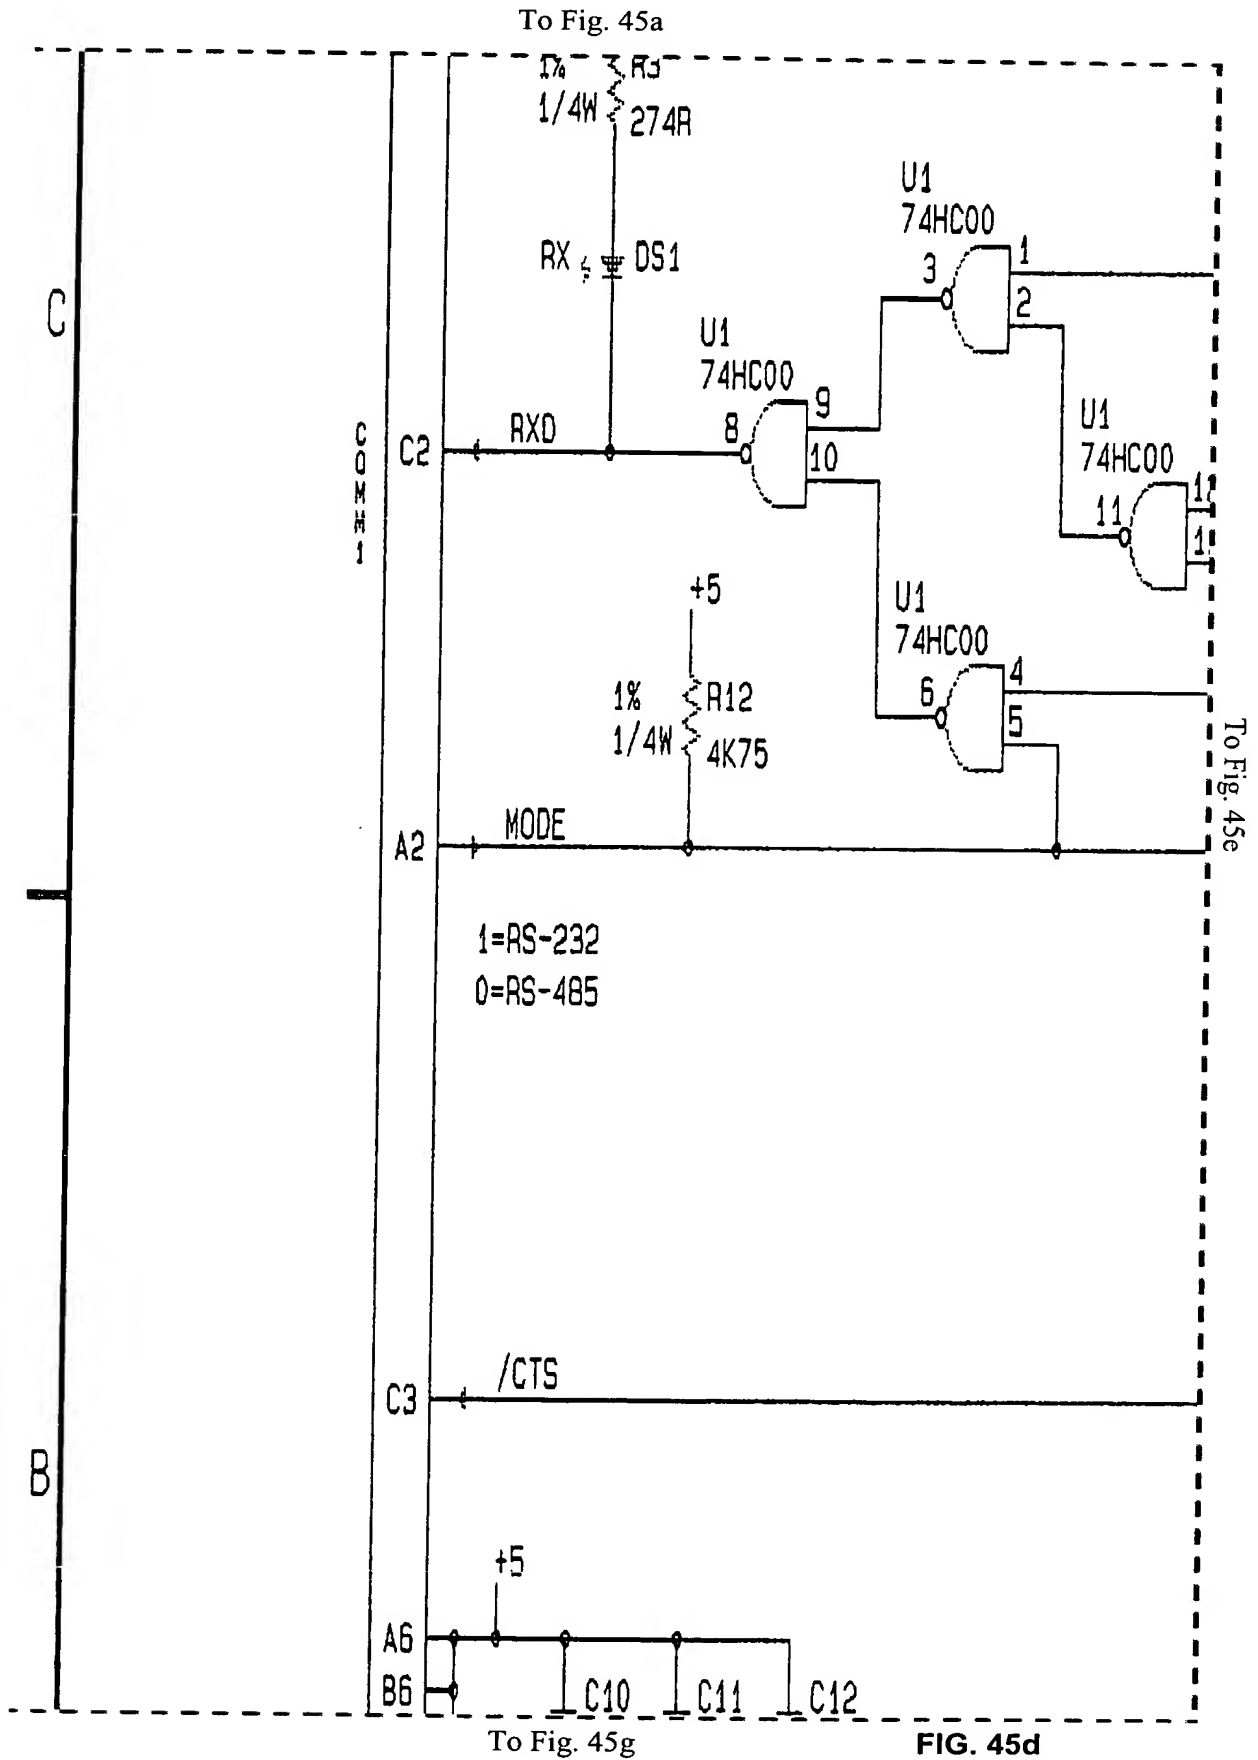 To Fig. 45a
1% R3
1/4W 274R
RX DS1
U1
74HC00
3
1
2
C
U1
74HC00
8
9
10
U1
74HC00
11
1
1
COMM1
C2
RXD
+5
1%
1/4W
R12
4K75
U1
74HC00
6
4
5
To Fig. 45e
A2
MODE
1=RS-232
0=RS-485
C3
/CTS
B
+5
A6
B6
C10
C11
C12
To Fig. 45g
FIG. 45d